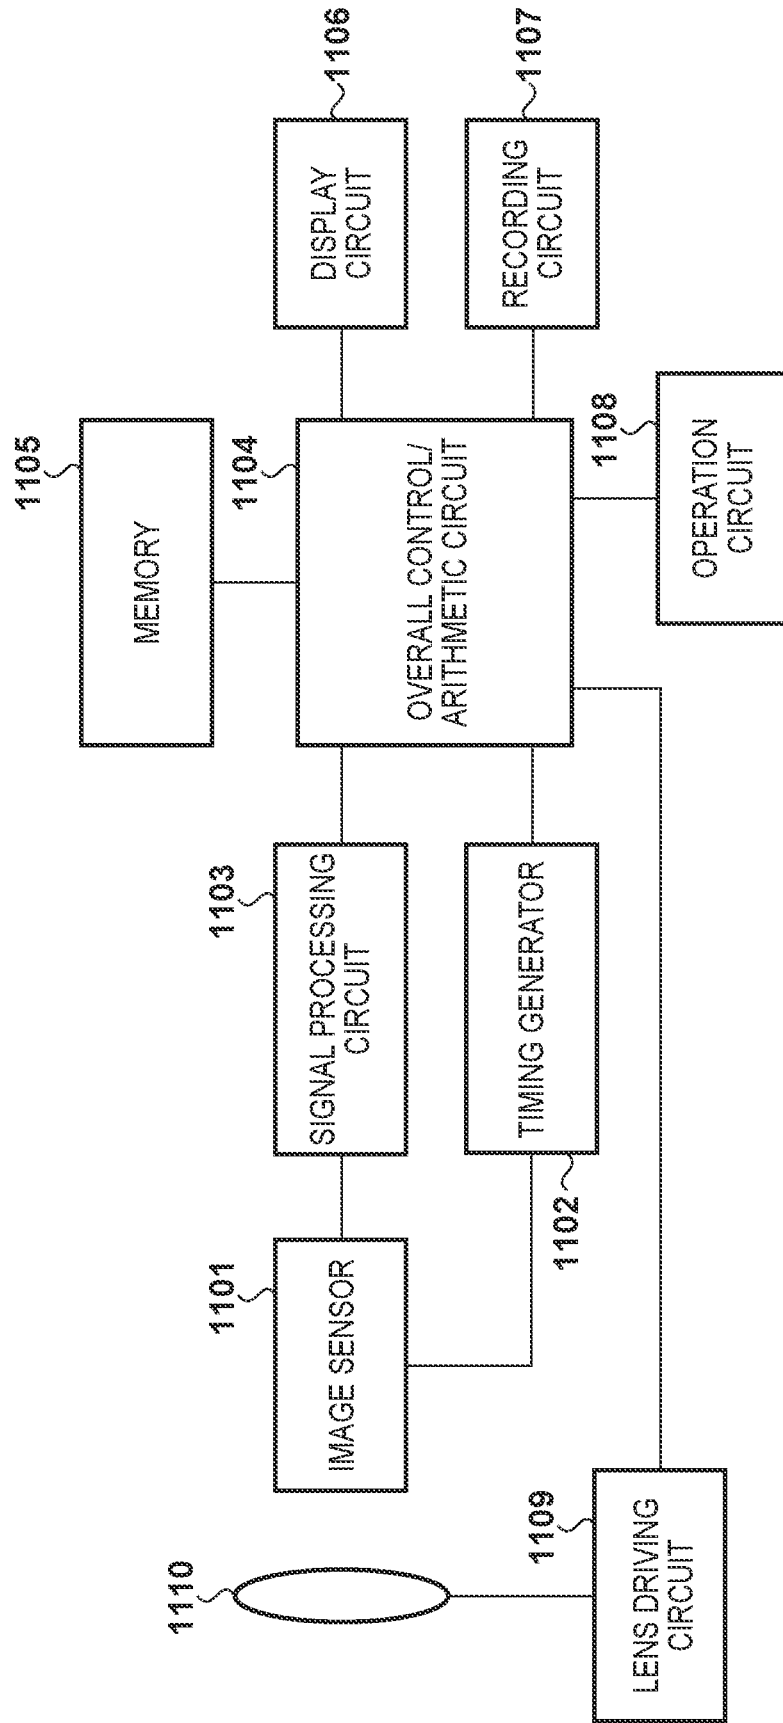 1105
MEMORY
1110
1101
IMAGE SENSOR
1103
SIGNAL PROCESSING
CIRCUIT
1104
OVERALL CONTROL/
ARITHMETIC CIRCUIT
1106
DISPLAY
CIRCUIT
1102
TIMING GENERATOR
1107
RECORDING
CIRCUIT
1109
LENS DRIVING
CIRCUIT
1108
OPERATION
CIRCUIT